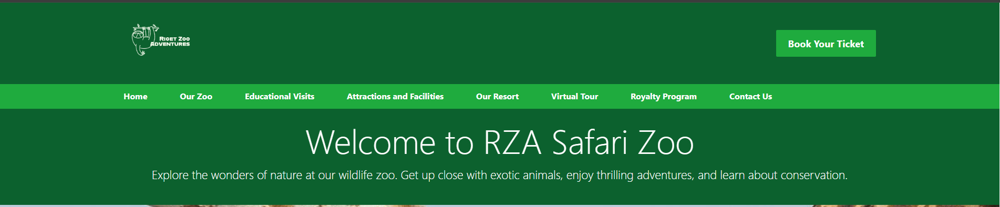 Riget Zoo
Adventures
Book Your Ticket
Home Our Zoo Educational Visits Attractions and Facilities Our Resort Virtual Tour Royalty Program Contact Us
Welcome to RZA Safari Zoo
Explore the wonders of nature at our wildlife zoo. Get up close with exotic animals, enjoy thrilling adventures, and learn about conservation.